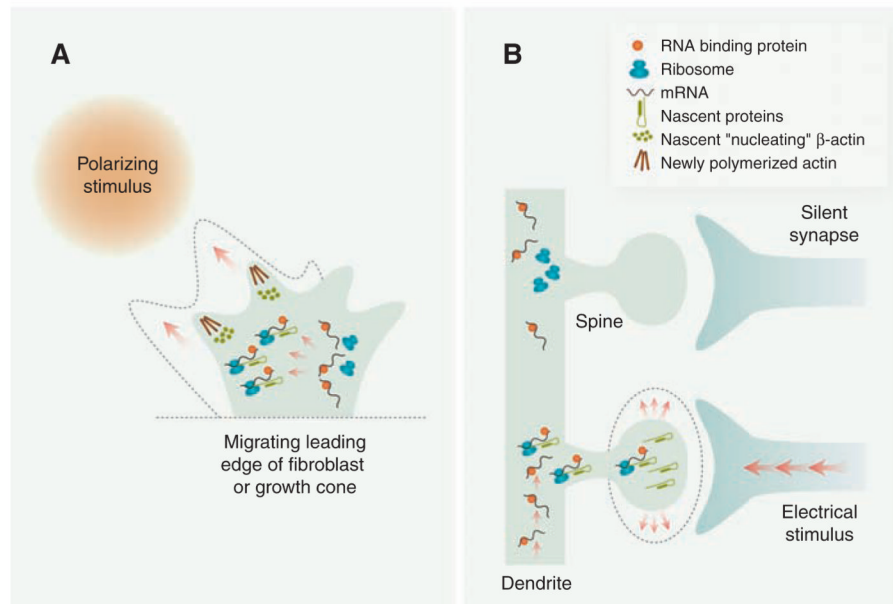 A
Polarizing
stimulus
Migrating leading
edge of fibroblast
or growth cone
B
RNA binding protein
Ribosome
mRNA
Nascent proteins
Nascent "nucleating" β-actin
Newly polymerized actin
Silent
synapse
Spine
Electrical
stimulus
Dendrite